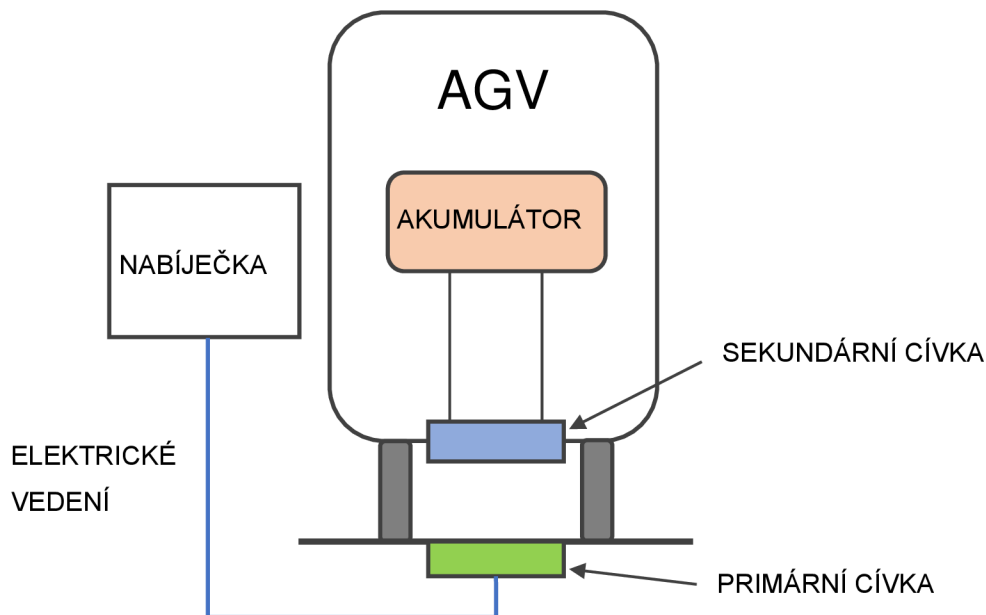 AGV
AKUMULÁTOR
NABÍJEČKA
SEKUNDÁRNÍ CÍVKA
ELEKTRICKÉ
VEDENÍ
PRIMÁRNÍ CÍVKA